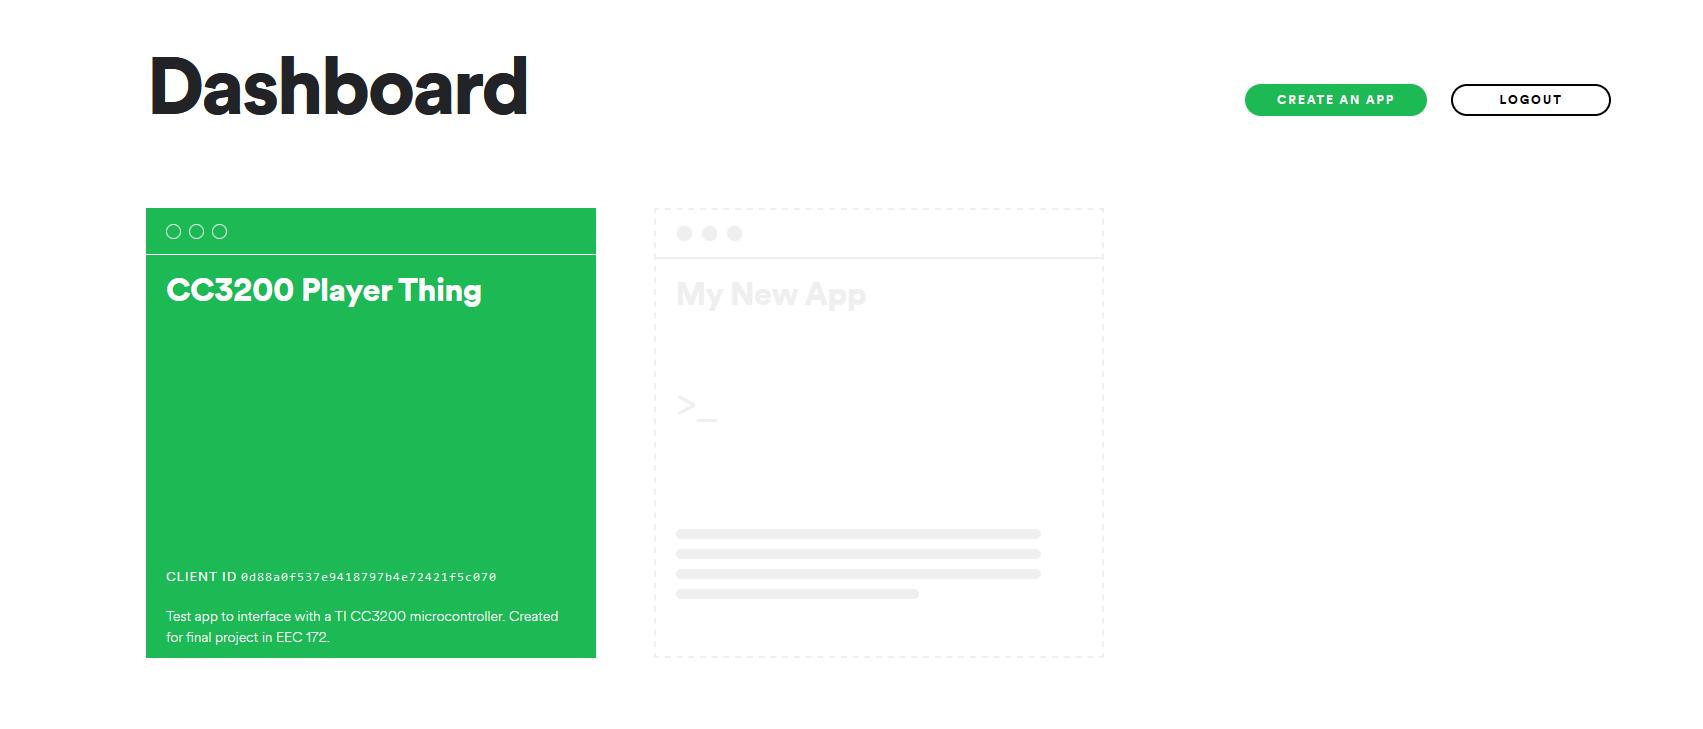 Dashboard
CREATE AN APP
LOGOUT
CC3200 Player Thing
CLIENT ID 0d88a0f537e9418797b4e72421f5c070
Test app to interface with a TI CC3200 microcontroller. Created
for final project in EEC 172.
My New App
>_